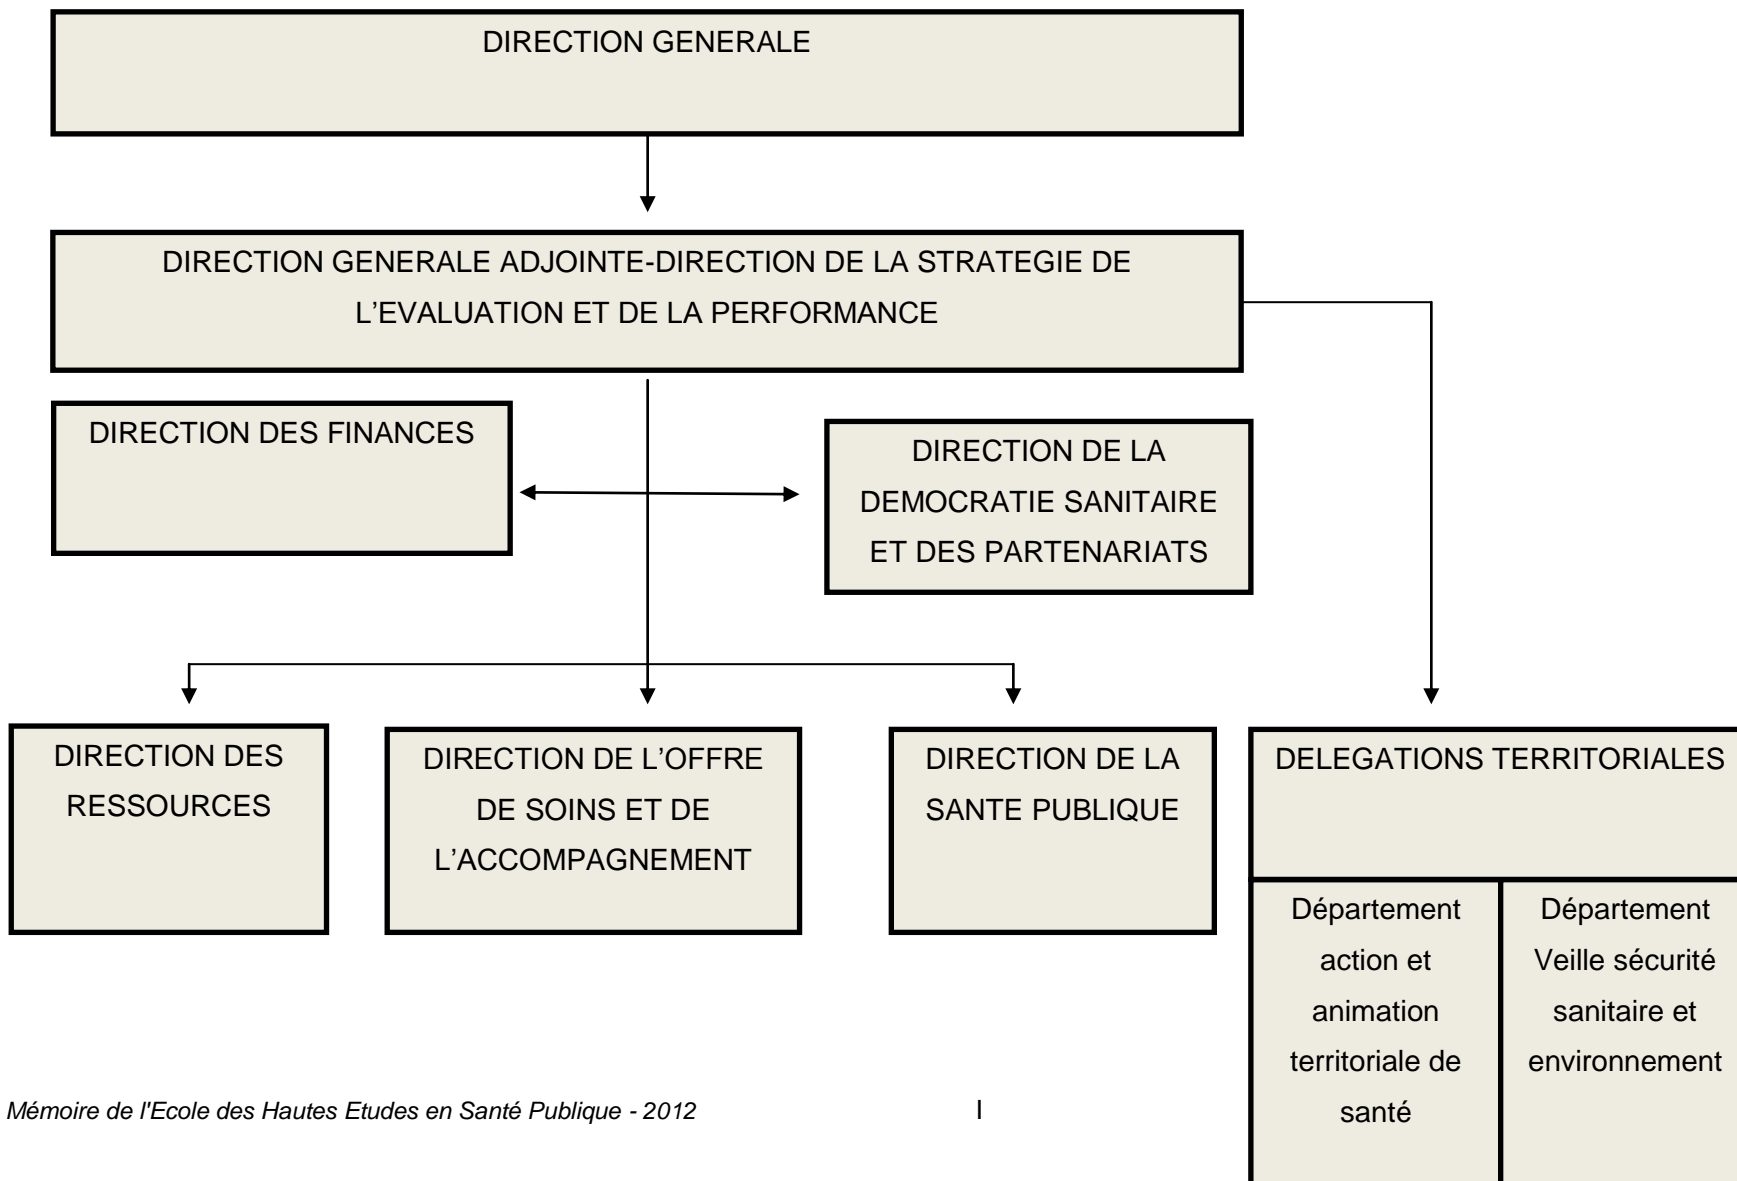 DIRECTION GENERALE
DIRECTION GENERALE ADJOINTE-DIRECTION DE LA STRATEGIE DE
L’EVALUATION ET DE LA PERFORMANCE
DIRECTION DES FINANCES
DIRECTION DE LA
DEMOCRATIE SANITAIRE
ET DES PARTENARIATS
DIRECTION DES
RESSOURCES
DIRECTION DE L’OFFRE
DE SOINS ET DE
L’ACCOMPAGNEMENT
DIRECTION DE LA
SANTE PUBLIQUE
DELEGATIONS TERRITORIALES
Département
action et
animation
territoriale de
santé
Département
Veille sécurité
sanitaire et
environnement
Mémoire de l'Ecole des Hautes Etudes en Santé Publique - 2012
I